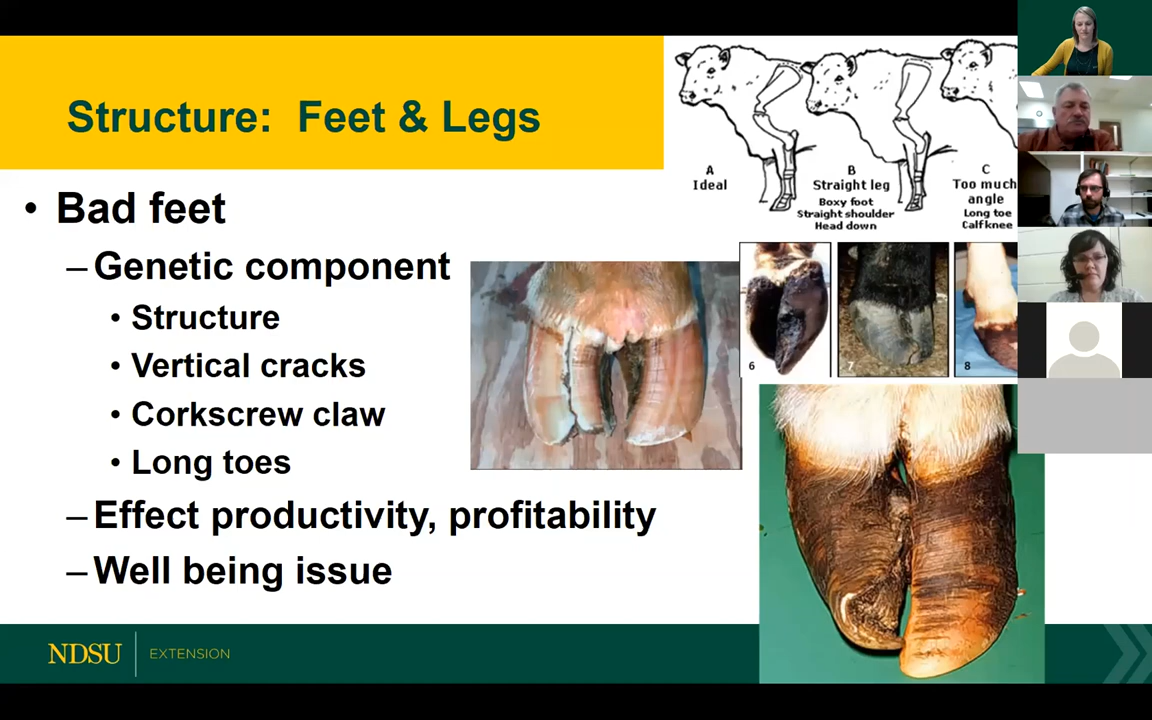 Structure: Feet & Legs
• Bad feet
– Genetic component
• Structure
• Vertical cracks
• Corkscrew claw
• Long toes
– Effect productivity, profitability
– Well being issue
A
Ideal
B
Straight leg
Boxy foot
Straight shoulder
Head down
C
Too much
angle
Long toe
Calf knee
6
7
8
NDSU
EXTENSION